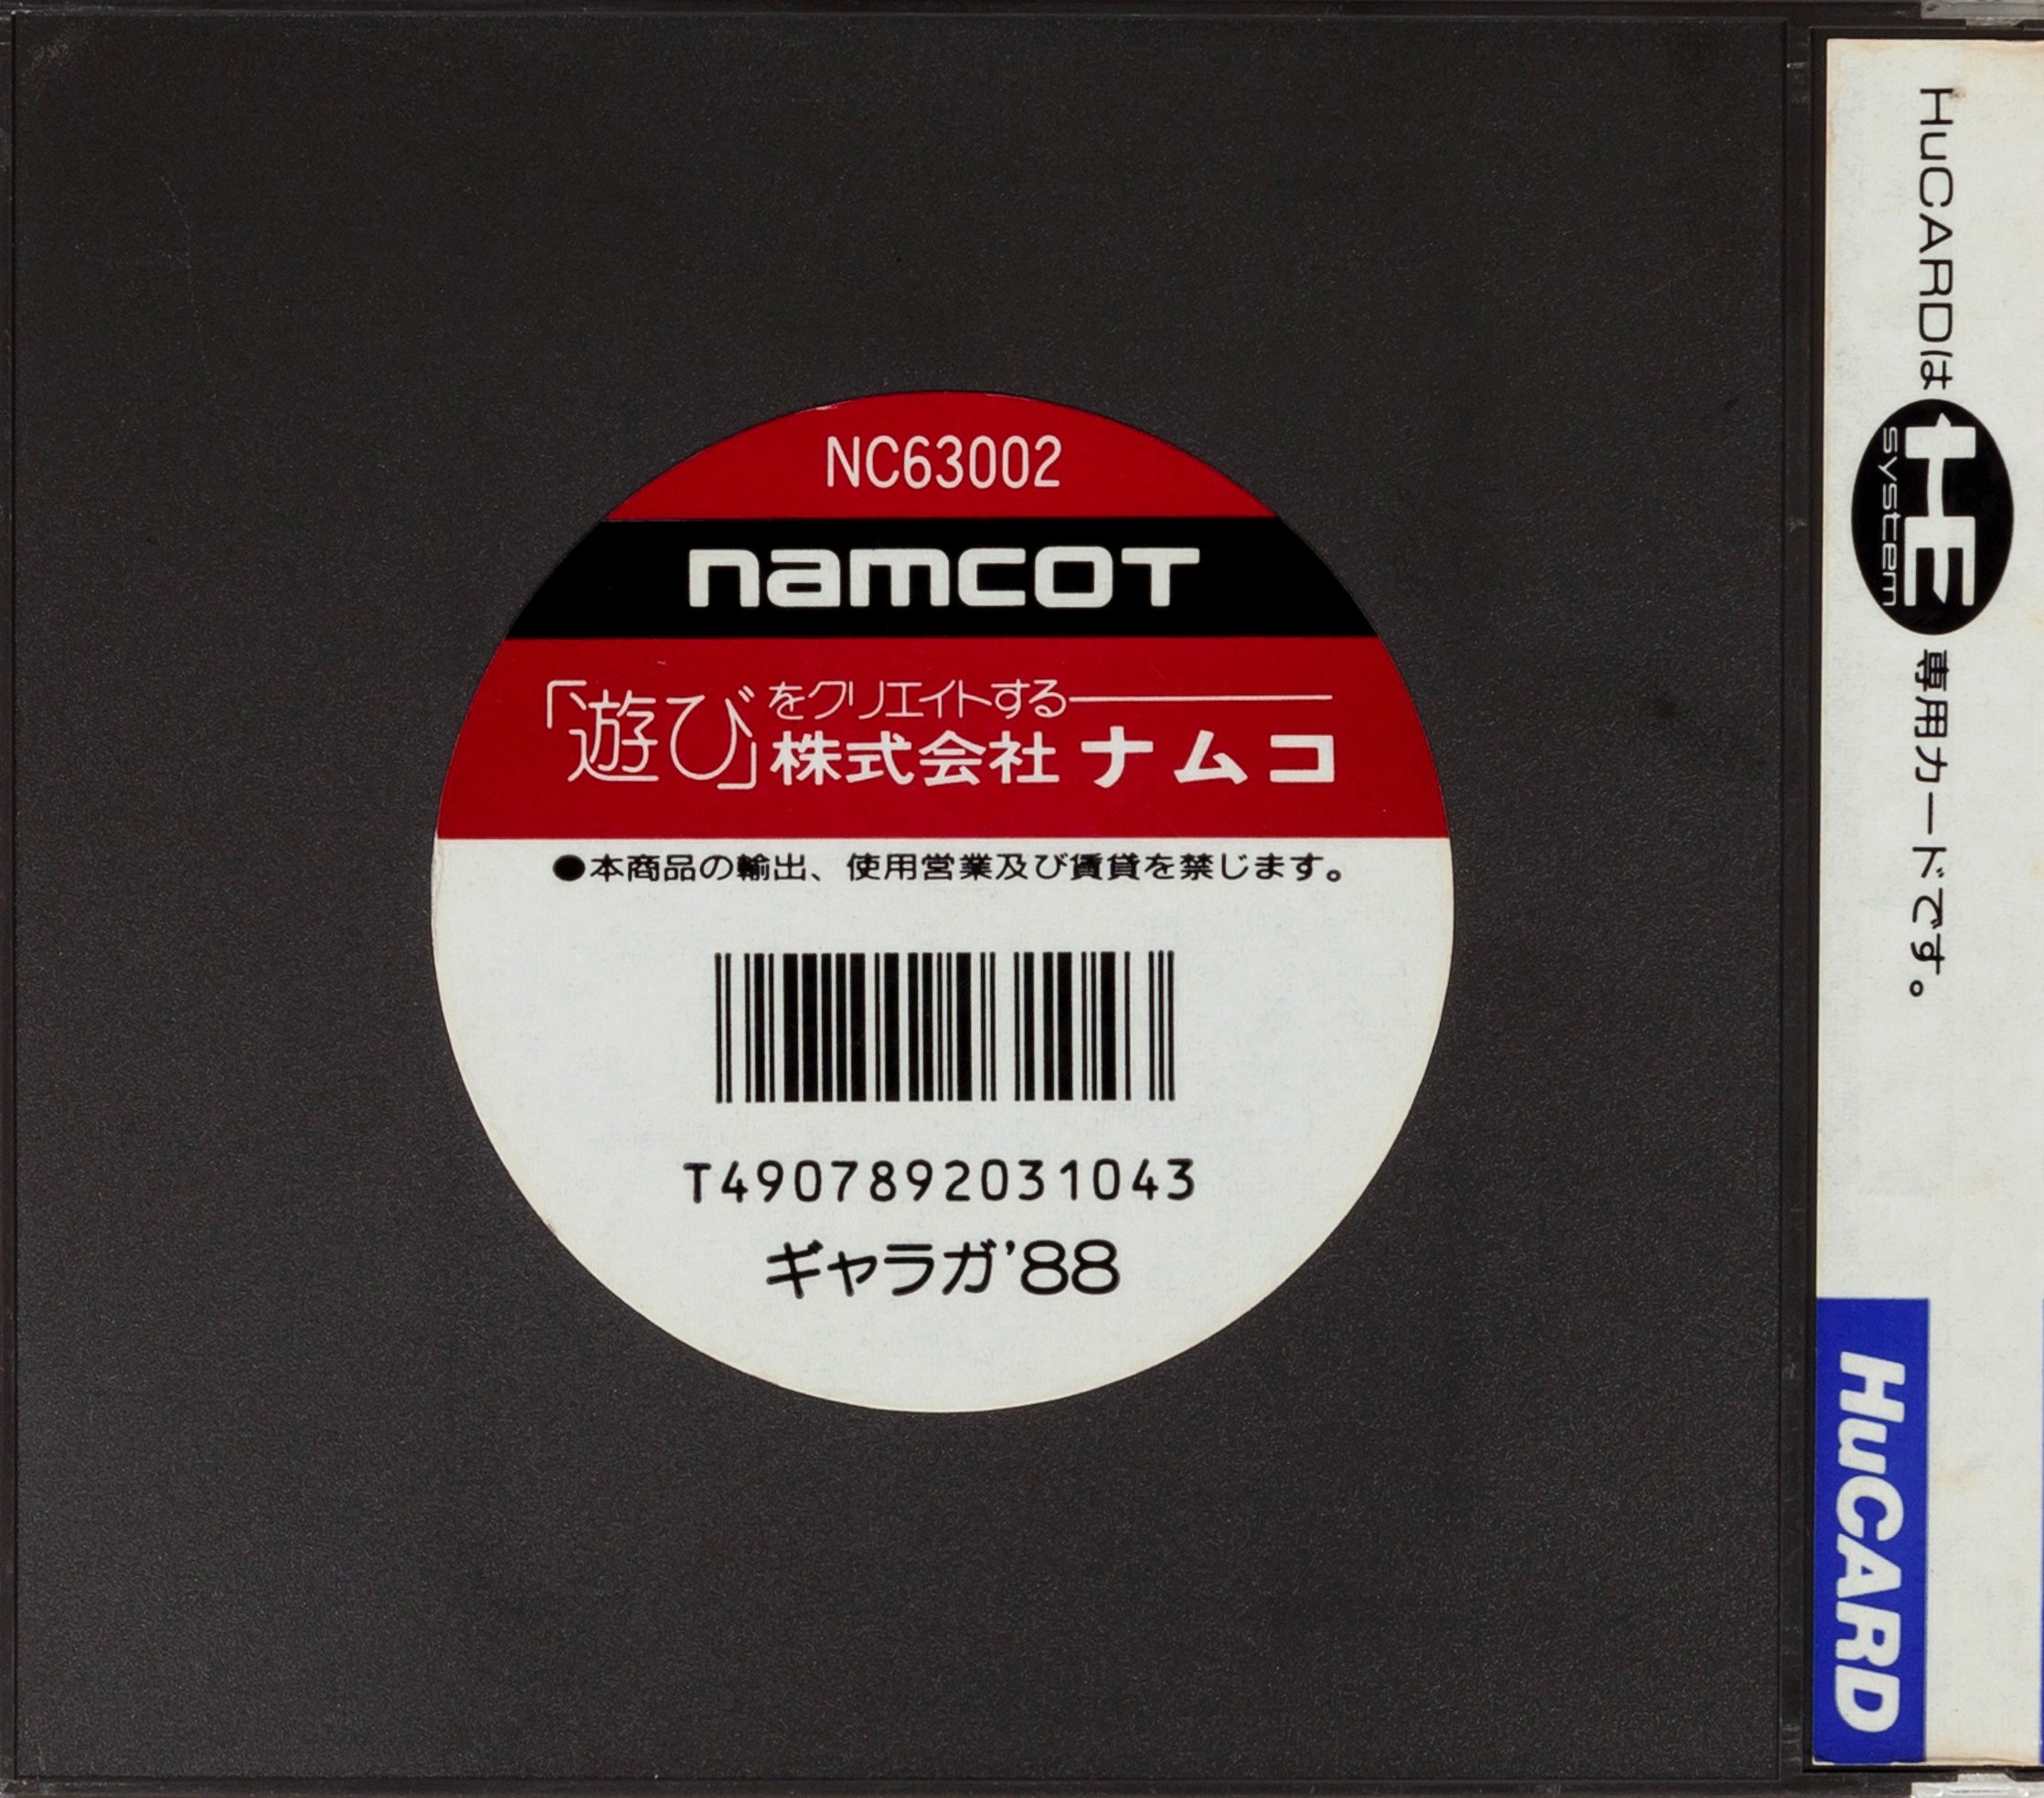 NC63002
namcot
「遊び」をクリエイトする
株式会社ナムコ
●本商品の輸出、使用営業及び賃貸を禁じます。
T4907892031043
ギャラガ'88
HuCARDは HE system 専用カードです。
HuCARD